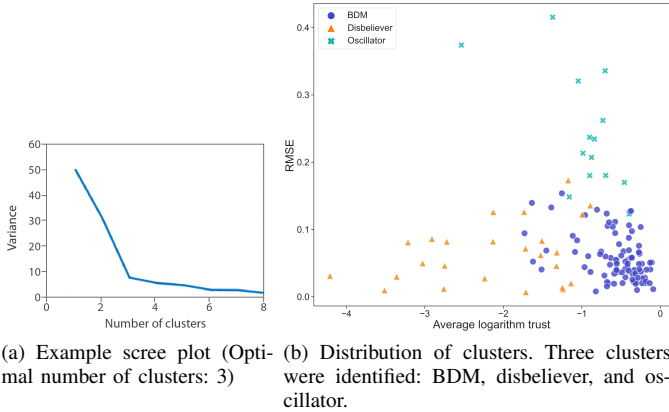 60
50
40
30
20
10
0
0
2
4
6
8
Variance
Number of clusters
BDM
Disbeliever
Oscillator
0.4
0.3
0.2
0.1
0.0
−4
−3
−2
−1
0
RMSE
Average logarithm trust
(a) Example scree plot (Opti-
mal number of clusters: 3)
(b) Distribution of clusters. Three clusters
were identified: BDM, disbeliever, and os-
cillator.